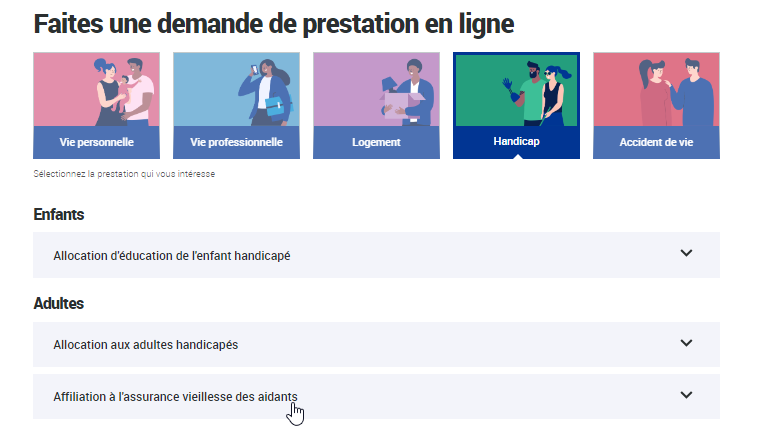 Faites une demande de prestation en ligne
Vie personnelle
Vie professionnelle
Logement
Handicap
Accident de vie
Sélectionnez la prestation qui vous intéresse
Enfants
Allocation d'éducation de l'enfant handicapé
Adultes
Allocation aux adultes handicapés
Affiliation à l'assurance vieillesse des aidants